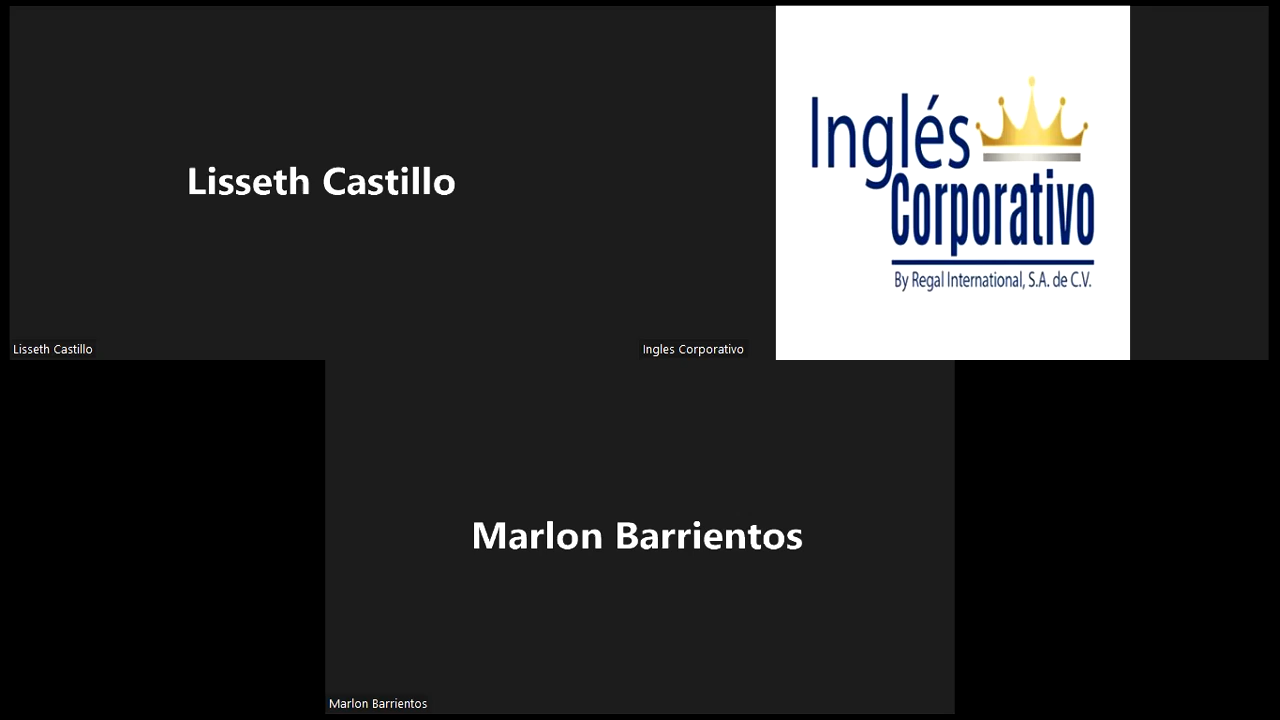 Lisseth Castillo
Lisseth Castillo
Inglés
Corporativo
By Regal International, S.A. de C.V.
Ingles Corporativo
Marlon Barrientos
Marlon Barrientos